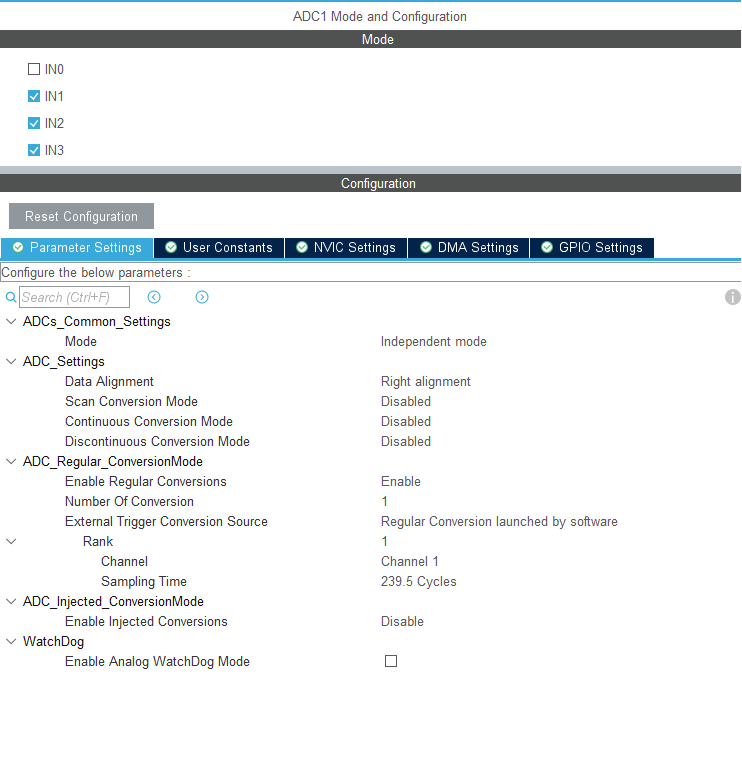 ADC1 Mode and Configuration
Mode
IN0
IN1
IN2
IN3
Configuration
Reset Configuration
Parameter Settings User Constants NVIC Settings DMA Settings GPIO Settings
Configure the below parameters :
Search (Ctrl+F)
ADCs_Common_Settings
Mode Independent mode
ADC_Settings
Data Alignment Right alignment
Scan Conversion Mode Disabled
Continuous Conversion Mode Disabled
Discontinuous Conversion Mode Disabled
ADC_Regular_ConversionMode
Enable Regular Conversions Enable
Number Of Conversion 1
External Trigger Conversion Source Regular Conversion launched by software
Rank 1
Channel Channel 1
Sampling Time 239.5 Cycles
ADC_Injected_ConversionMode
Enable Injected Conversions Disable
WatchDog
Enable Analog WatchDog Mode